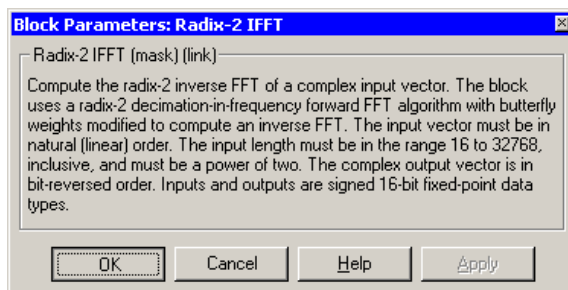 Block Parameters: Radix-2 IFFT
Radix-2 IFFT (mask) (link)
Compute the radix-2 inverse FFT of a complex input vector. The block
uses a radix-2 decimation-in-frequency forward FFT algorithm with butterfly
weights modified to compute an inverse FFT. The input vector must be in
natural (linear) order. The input length must be in the range 16 to 32768,
inclusive, and must be a power of two. The complex output vector is in
bit-reversed order. Inputs and outputs are signed 16-bit fixed-point data
types.
OK Cancel Help Apply